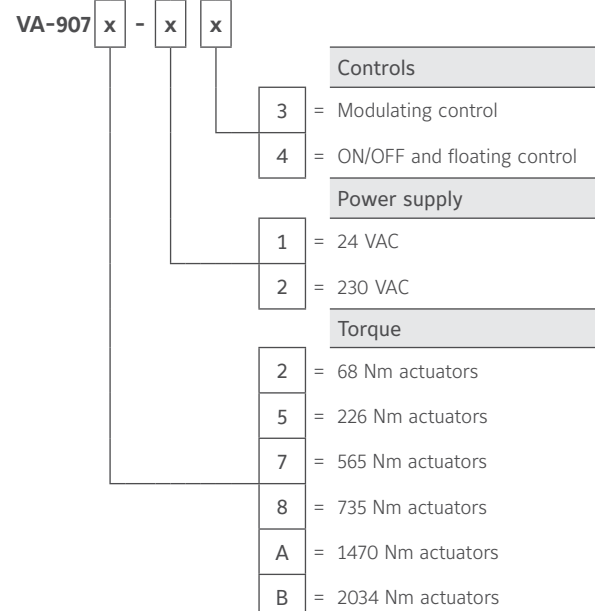 VA-907 x - x x
Controls
3 = Modulating control
4 = ON/OFF and floating control
Power supply
1 = 24 VAC
2 = 230 VAC
Torque
2 = 68 Nm actuators
5 = 226 Nm actuators
7 = 565 Nm actuators
8 = 735 Nm actuators
A = 1470 Nm actuators
B = 2034 Nm actuators